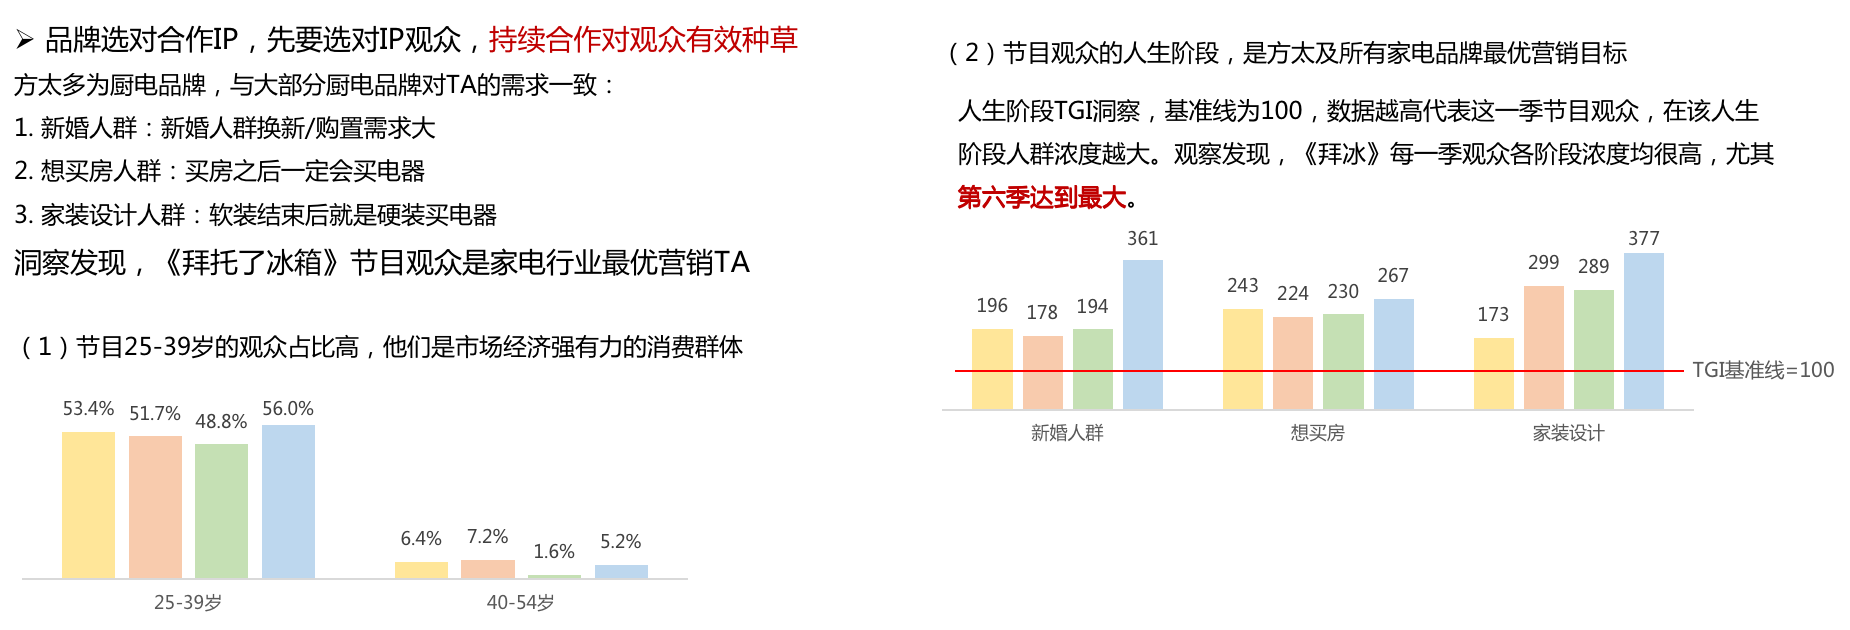 ➢ 品牌选对合作IP，先要选对IP观众，持续合作对观众有效种草
方太多为厨电品牌，与大部分厨电品牌对TA的需求一致：
1. 新婚人群：新婚人群换新/购置需求大
2. 想买房人群：买房之后一定会买电器
3. 家装设计人群：软装结束后就是硬装买电器
洞察发现，《拜托了冰箱》节目观众是家电行业最优营销TA
（1）节目25-39岁的观众占比高，他们是市场经济强有力的消费群体
53.4% 51.7% 48.8% 56.0%
6.4% 7.2% 1.6% 5.2%
25-39岁 40-54岁
（2）节目观众的人生阶段，是方太及所有家电品牌最优营销目标
人生阶段TGI洞察，基准线为100，数据越高代表这一季节目观众，在该人生
阶段人群浓度越大。观察发现，《拜冰》每一季观众各阶段浓度均很高，尤其
第六季达到最大。
196 178 194 361
243 224 230 267
173 299 289 377
TGI基准线=100
新婚人群 想买房 家装设计